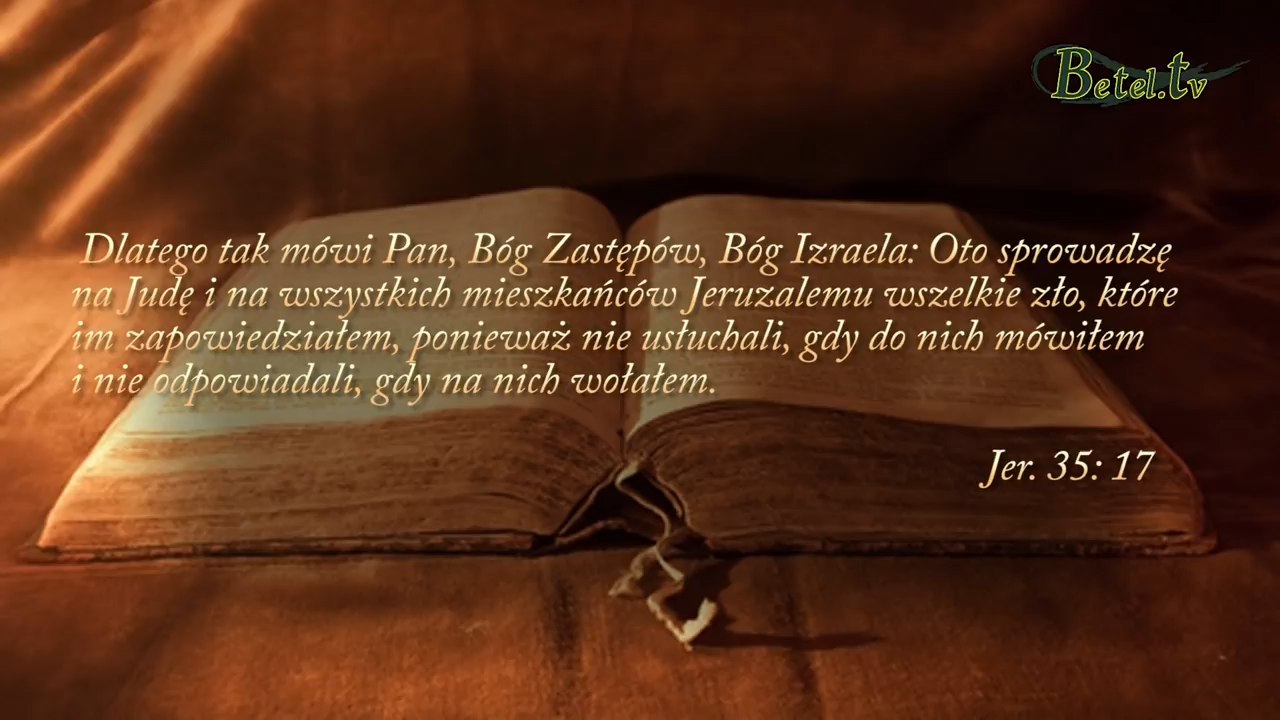 Betel.tv
Dlatego tak mówi Pan, Bóg Zastępów, Bóg Izraela: Oto sprowadzę
na Judę i na wszystkich mieszkańców Jeruzalemu wszelkie zło, które
im zapowiedziałem, ponieważ nie usłuchali, gdy do nich mówiłem
i nie odpowiadali, gdy na nich wołałem.
Jer. 35: 17